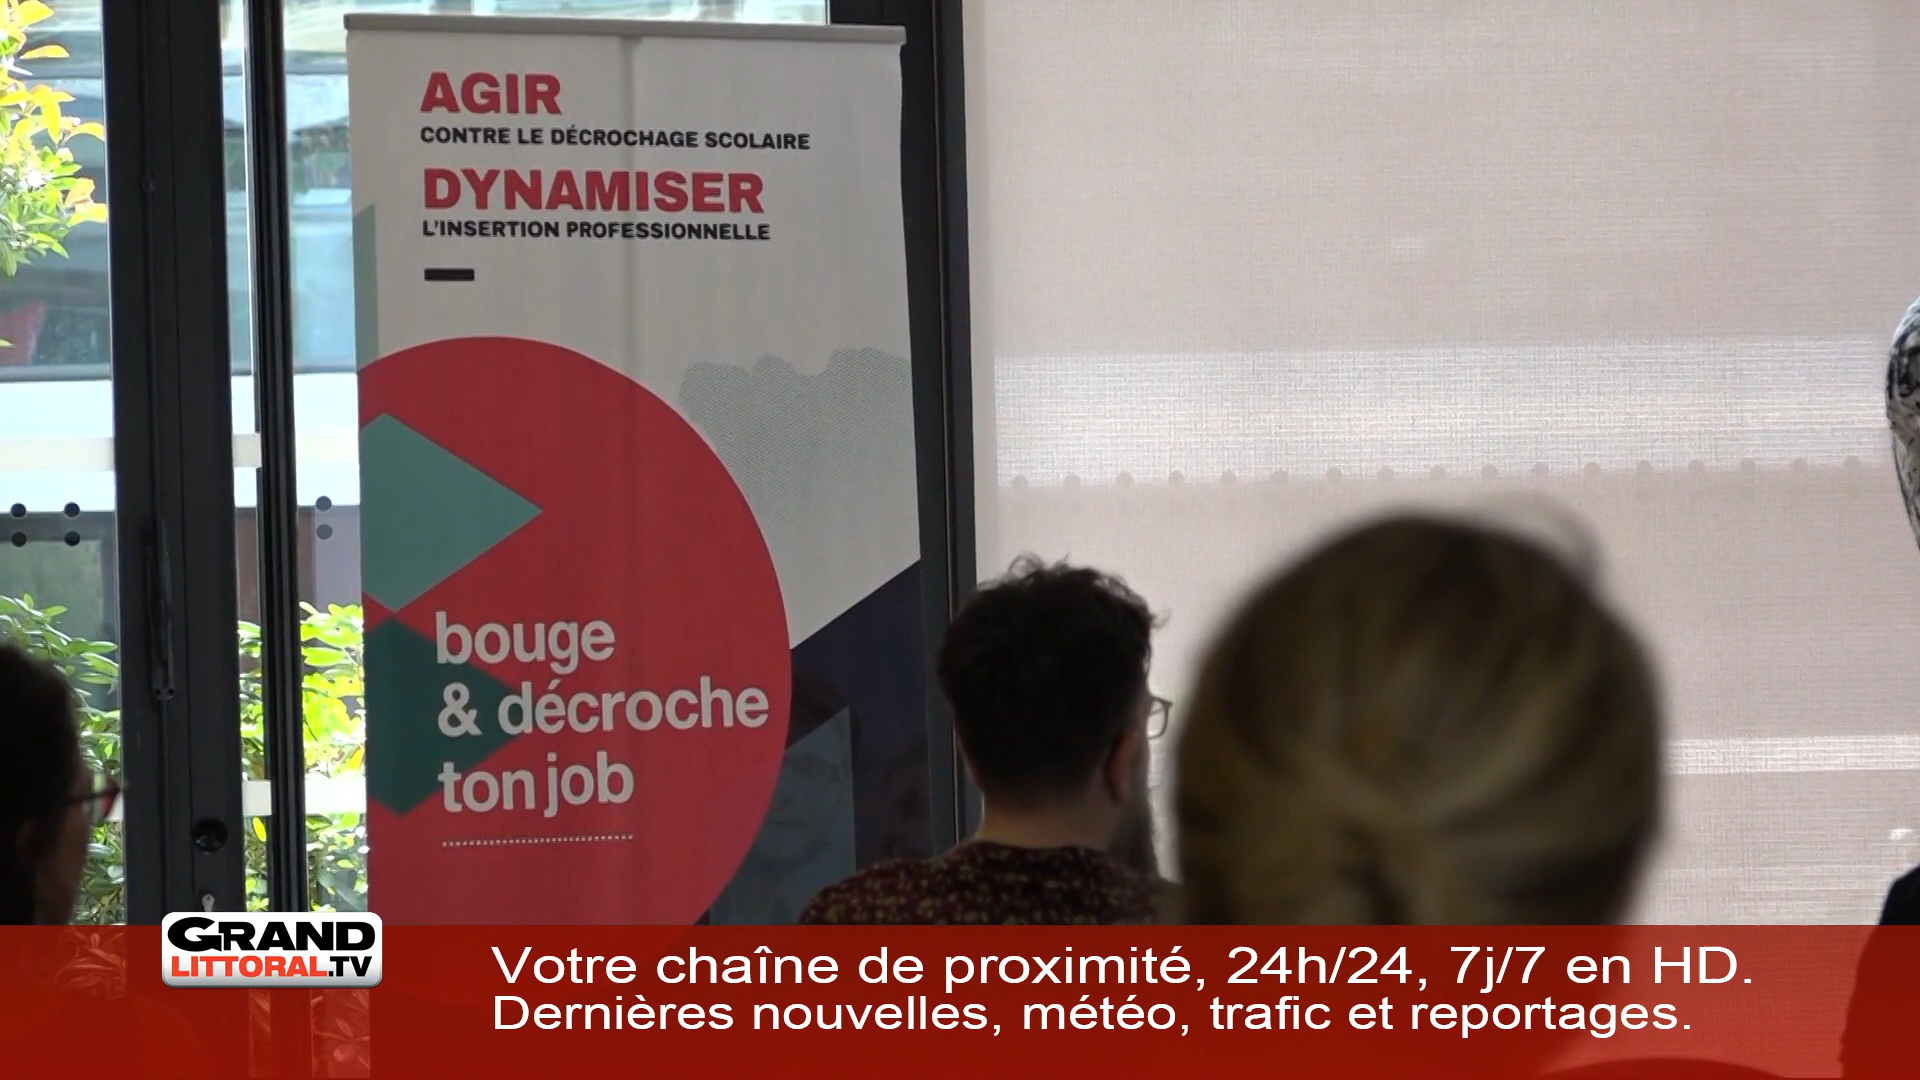 AGIR
CONTRE LE DÉCROCHAGE SCOLAIRE
DYNAMISER
L'INSERTION PROFESSIONNELLE
bouge
& décroche
ton job
GRAND
LITTORAL.TV
Votre chaîne de proximité, 24h/24, 7j/7 en HD.
Dernières nouvelles, météo, trafic et reportages.